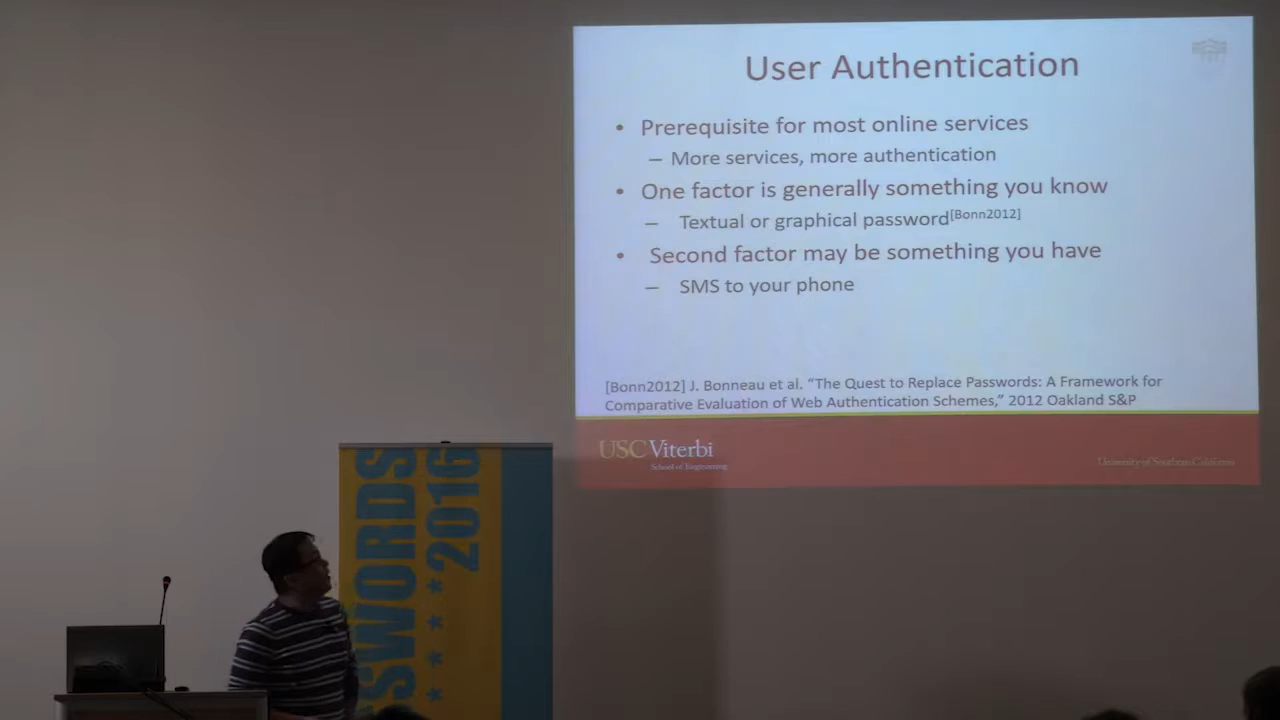 User Authentication
• Prerequisite for most online services
– More services, more authentication
• One factor is generally something you know
– Textual or graphical password[Bonn2012]
• Second factor may be something you have
– SMS to your phone
[Bonn2012] J. Bonneau et al. “The Quest to Replace Passwords: A Framework for
Comparative Evaluation of Web Authentication Schemes,” 2012 Oakland S&P
USC Viterbi
School of Engineering
University of Southern California
SWORDS
****2016